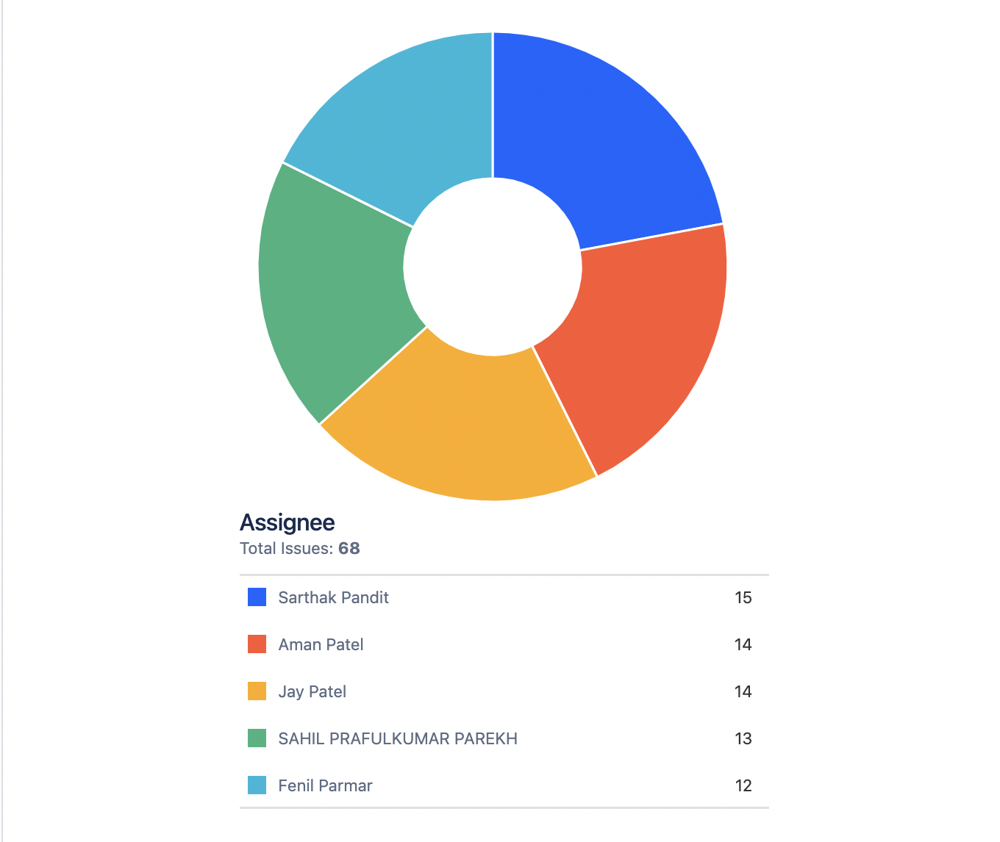 Assignee
Total Issues: 68
Sarthak Pandit 15
Aman Patel 14
Jay Patel 14
SAHIL PRAFULKUMAR PAREKH 13
Fenil Parmar 12